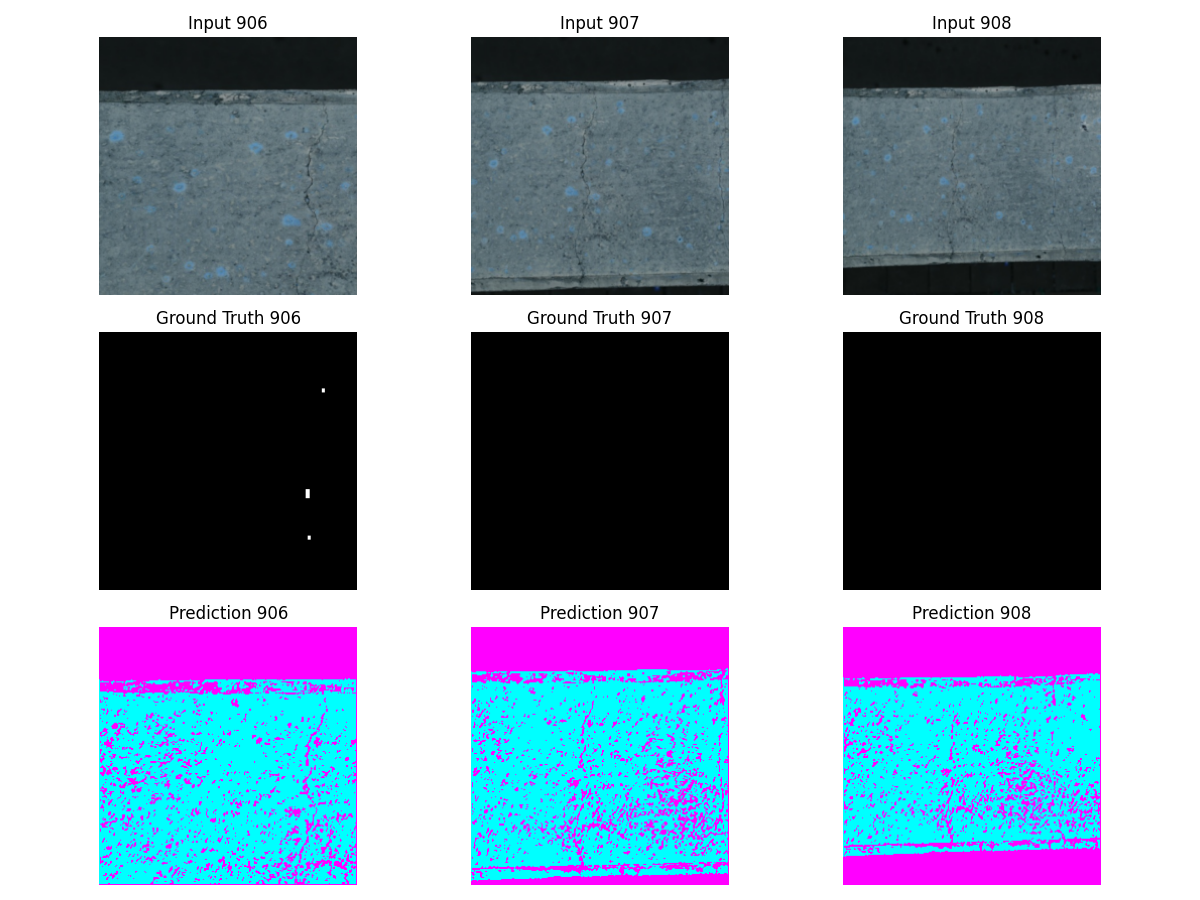 Input 906
Input 907
Input 908
Ground Truth 906
Ground Truth 907
Ground Truth 908
Prediction 906
Prediction 907
Prediction 908